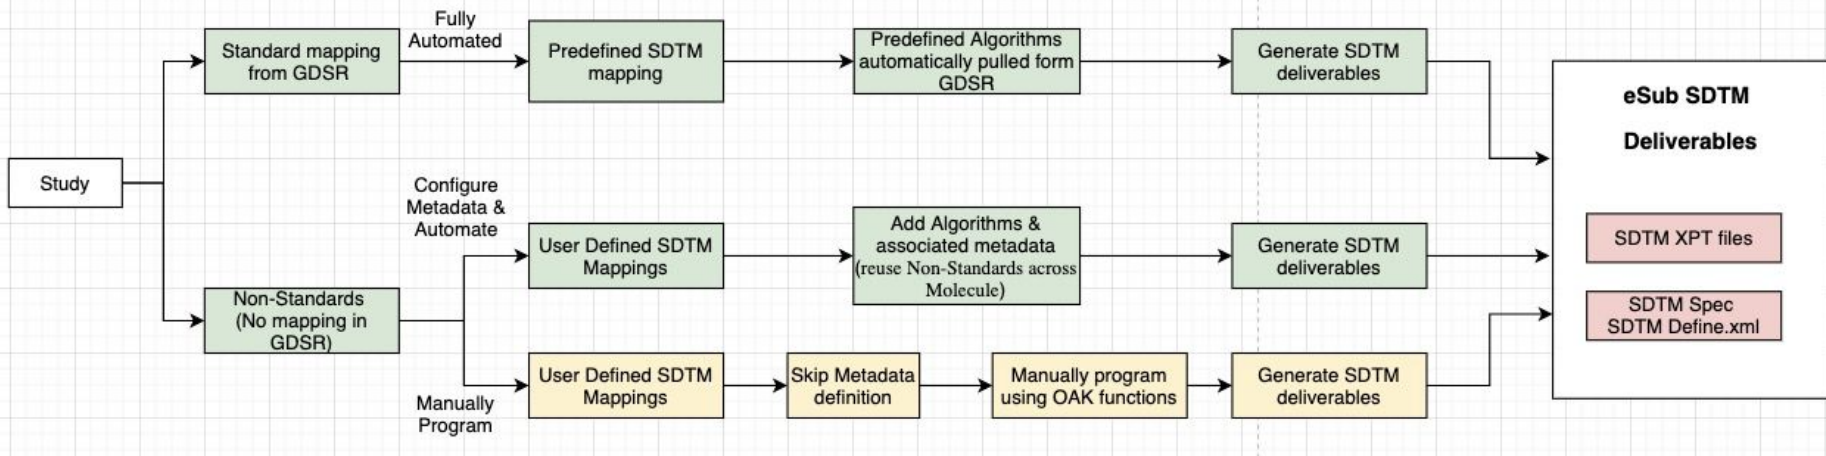 Fully
Automated
Standard mapping
from GDSR
Predefined SDTM
mapping
Predefined Algorithms
automatically pulled form
GDSR
Generate SDTM
deliverables
eSub SDTM
Deliverables
SDTM XPT files
SDTM Spec
SDTM Define.xml
Study
Configure
Metadata &
Automate
User Defined SDTM
Mappings
Add Algorithms &
associated metadata
(reuse Non-Standards across
Molecule)
Generate SDTM
deliverables
Non-Standards
(No mapping in
GDSR)
Manually
Program
User Defined SDTM
Mappings
Skip Metadata
definition
Manually program
using OAK functions
Generate SDTM
deliverables